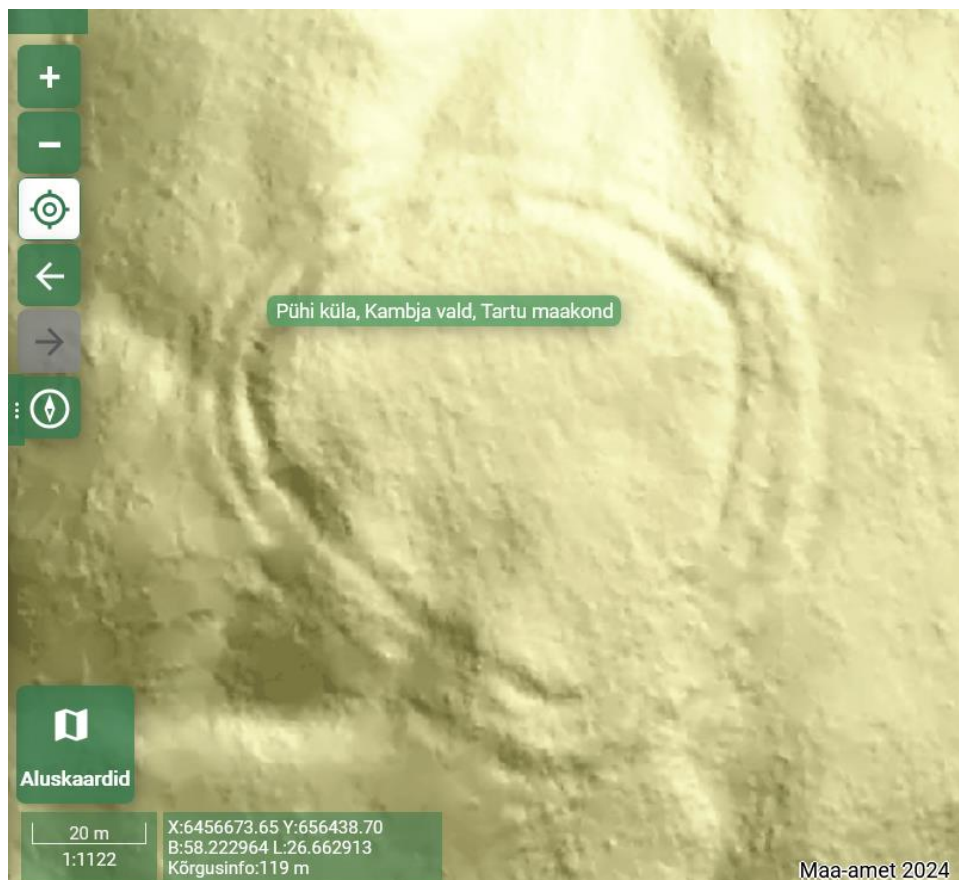 Pühi küla, Kambja vald, Tartu maakond
Aluskaardid
20 m
1:1122
X:6456673.65 Y:656438.70
B:58.222964 L:26.662913
Kõrgusinfo:119 m
Maa-amet 2024